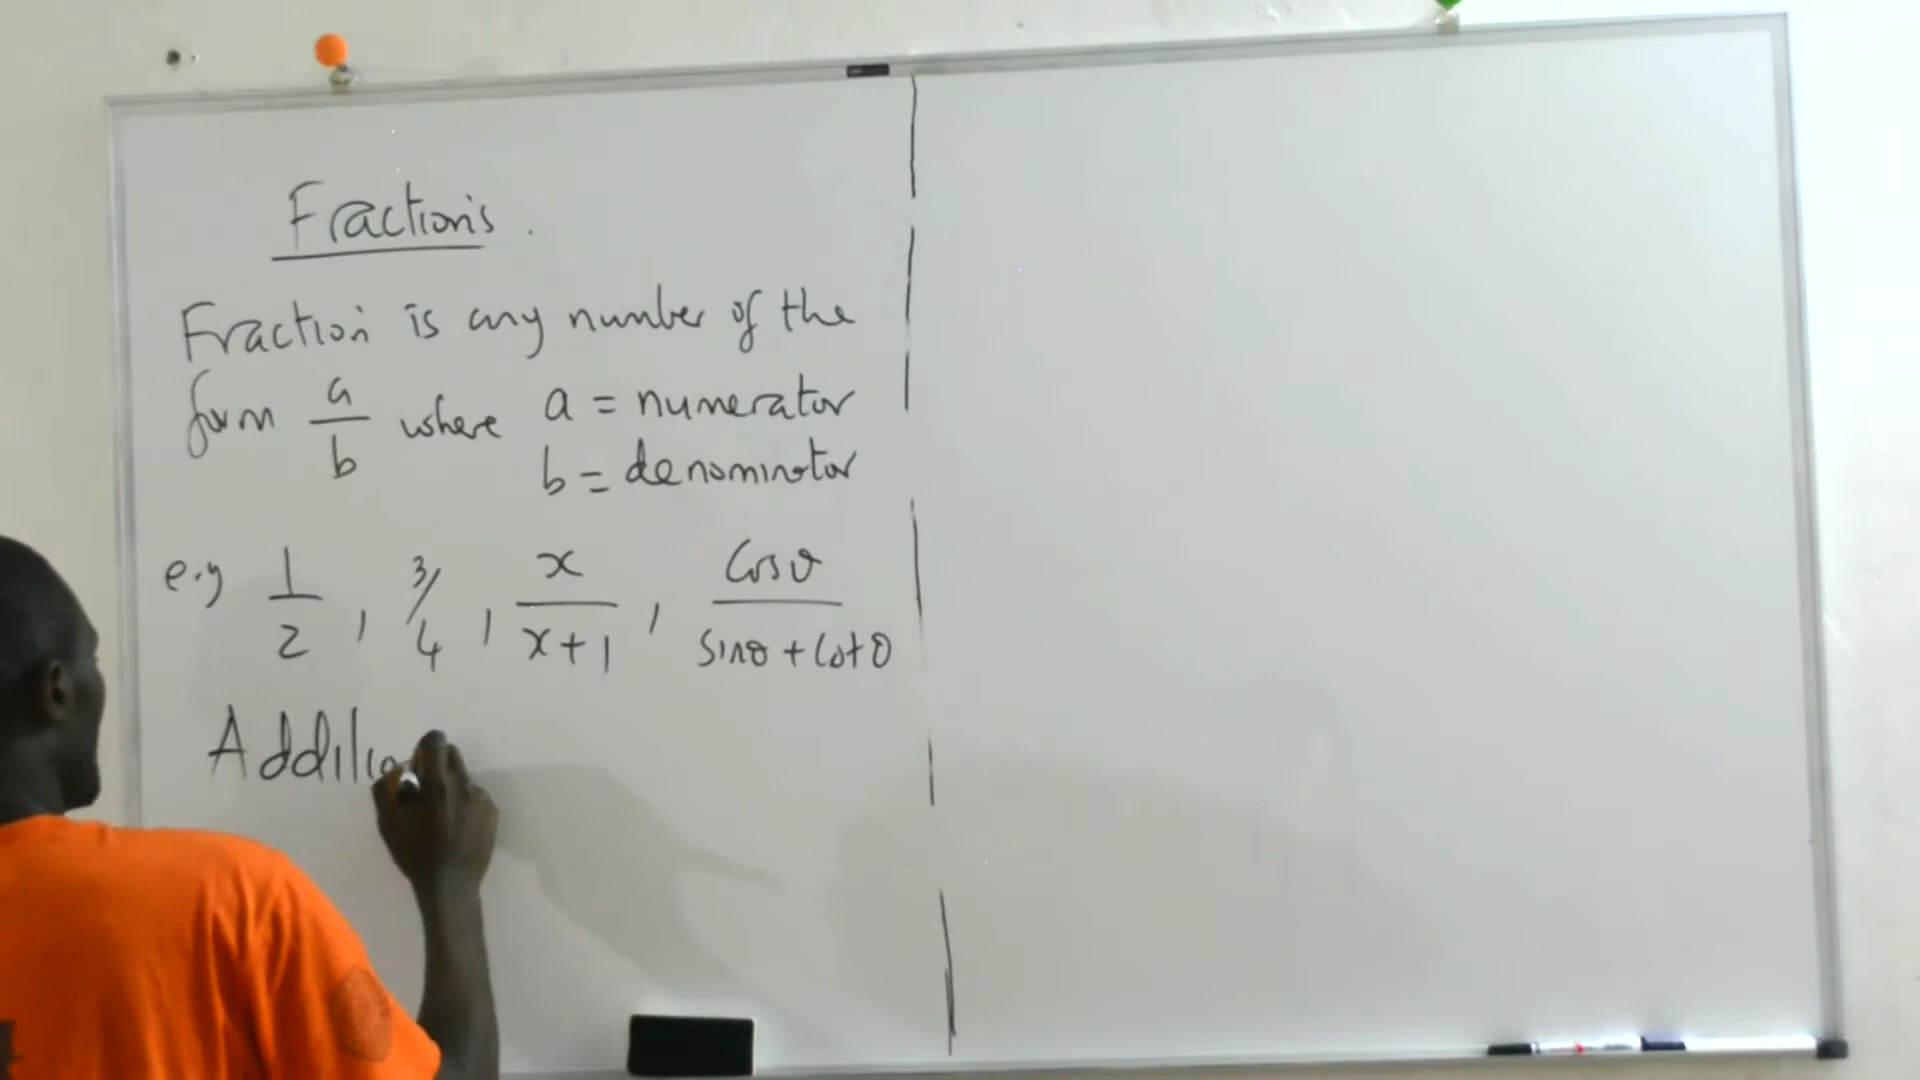 Fractions.
Fraction is any number of the
form a/b where a = numerator
b = denominator
e.g 1/2, 3/4, x/x+1, Cosθ/sinθ+Cotθ
Additio